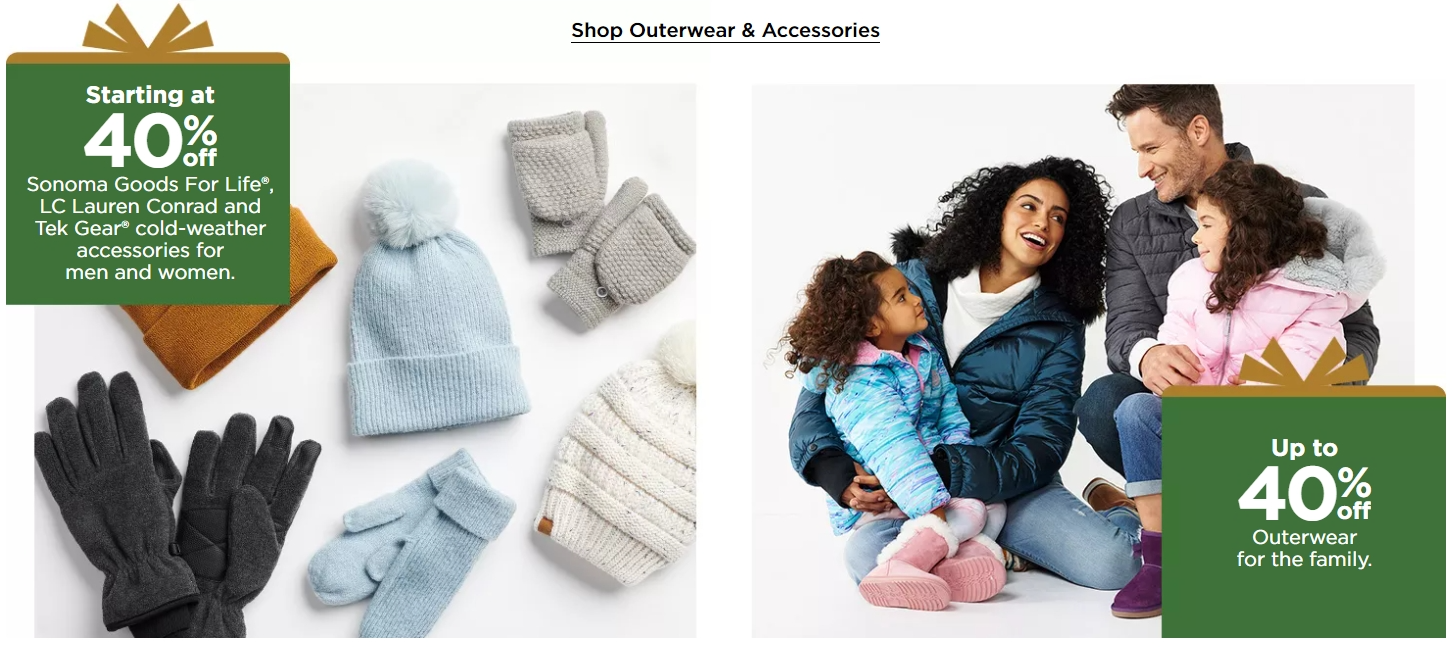 Shop Outerwear & Accessories
Starting at
40% off
Sonoma Goods For Life®,
LC Lauren Conrad and
Tek Gear® cold-weather
accessories for
men and women.
Up to
40% off
Outerwear
for the family.